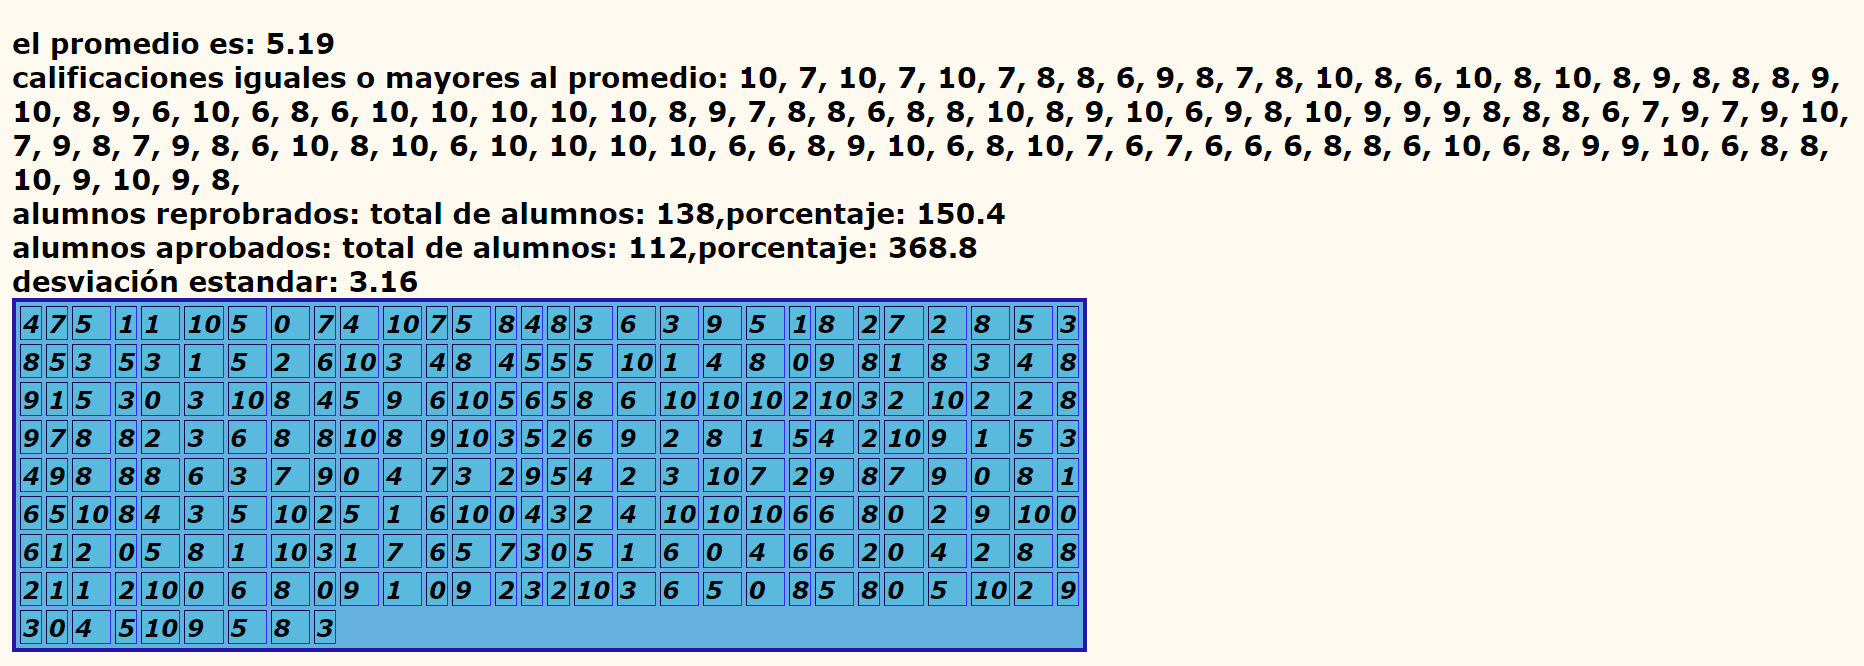 el promedio es: 5.19
calificaciones iguales o mayores al promedio: 10, 7, 10, 7, 10, 7, 8, 8, 6, 9, 8, 7, 8, 10, 8, 6, 10, 8, 10, 8, 9, 8, 8, 8, 9,
10, 8, 9, 6, 10, 6, 8, 6, 10, 10, 10, 10, 10, 8, 9, 7, 8, 8, 6, 8, 8, 10, 8, 9, 10, 6, 9, 8, 10, 9, 9, 9, 8, 8, 8, 6, 7, 9, 7, 9, 10,
7, 9, 8, 7, 9, 8, 6, 10, 8, 10, 6, 10, 10, 10, 10, 6, 6, 8, 9, 10, 6, 8, 10, 7, 6, 7, 6, 6, 6, 8, 8, 6, 10, 6, 8, 9, 9, 10, 6, 8, 8,
10, 9, 10, 9, 8,
alumnos reprobrados: total de alumnos: 138,porcentaje: 150.4
alumnos aprobados: total de alumnos: 112,porcentaje: 368.8
desviación estandar: 3.16
4 7 5 1 1 10 5 0 7 4 10 7 5 8 4 8 3 6 3 9 5 1 8 2 7 2 8 5 3
8 5 3 5 3 1 5 2 6 10 3 4 8 4 5 5 5 10 1 4 8 0 9 8 1 8 3 4 8
9 1 5 3 0 3 10 8 4 5 9 6 10 5 6 5 8 6 10 10 10 2 10 3 2 10 2 2 8
9 7 8 8 2 3 6 8 8 10 8 9 10 3 5 2 6 9 2 8 1 5 4 2 10 9 1 5 3
4 9 8 8 8 6 3 7 9 0 4 7 3 2 9 5 4 2 3 10 7 2 9 8 7 9 0 8 1
6 5 10 8 4 3 5 10 2 5 1 6 10 0 4 3 2 4 10 10 10 6 6 8 0 2 9 10 0
6 1 2 0 5 8 1 10 3 1 7 6 5 7 3 0 5 1 6 0 4 6 6 2 0 4 2 8 8
2 1 1 2 10 0 6 8 0 9 1 0 9 2 3 2 10 3 6 5 0 8 5 8 0 5 10 2 9
3 0 4 5 10 9 5 8 3